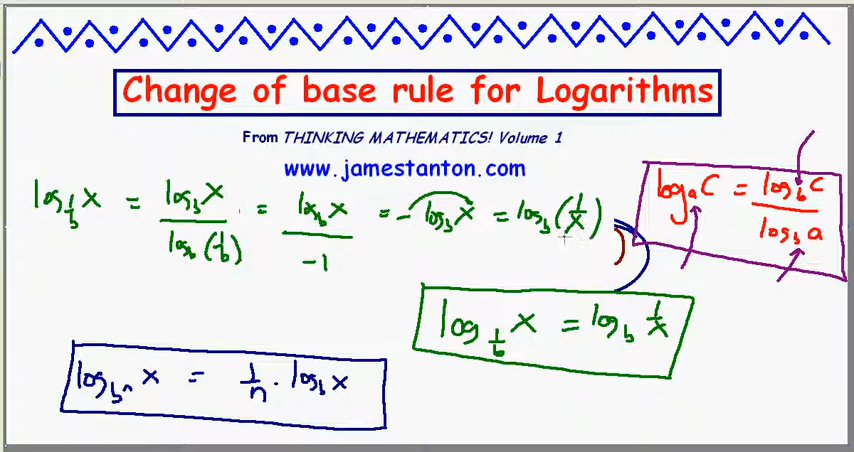 Change of base rule for Logarithms
From THINKING MATHEMATICS! Volume 1
www.jamestanton.com
log_{1/b} x = log_b x / log_b (1/b) = log_b x / -1 = - log_b x = log_b (1/x)
log_a c = log_b c / log_b a
log_{1/b} x = log_b 1/x
log_{b^n} x = 1/n · log_b x